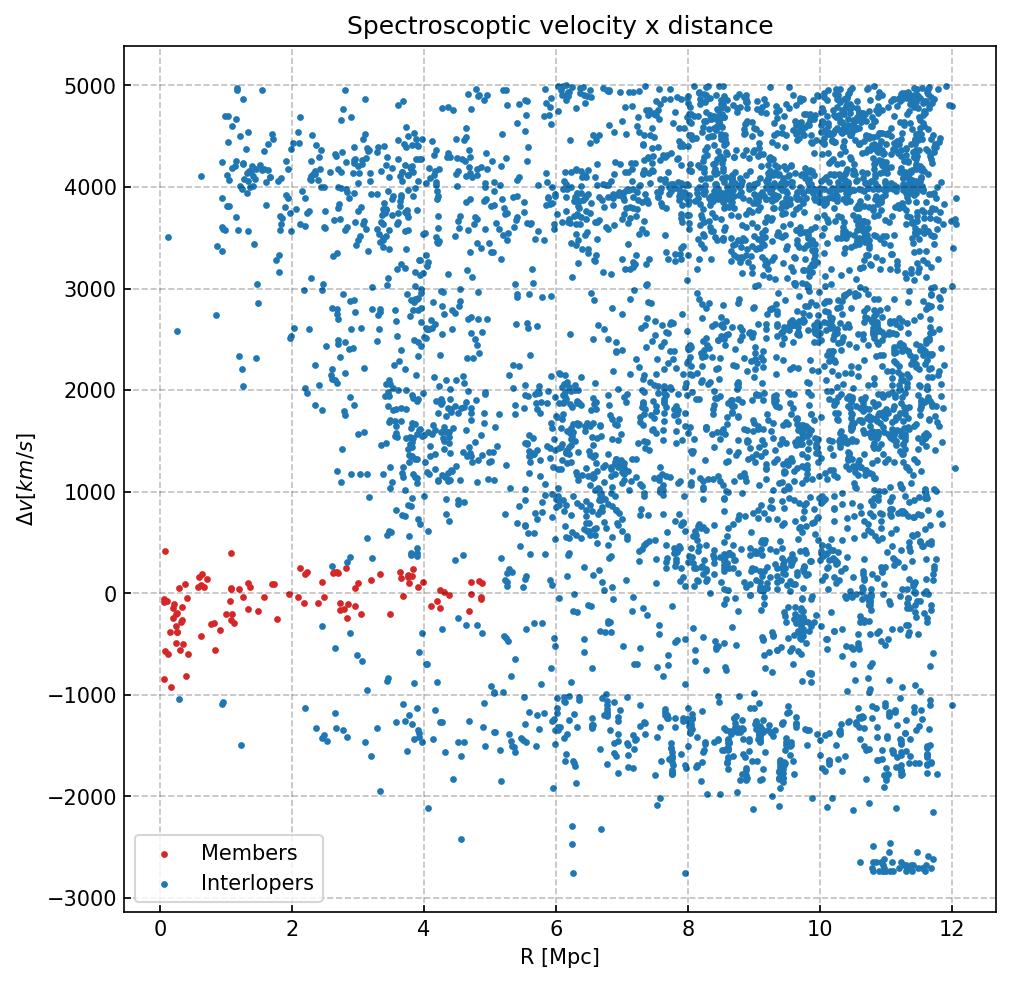 Spectroscoptic velocity x distance
5000
4000
3000
2000
1000
0
−1000
−2000
−3000
Δv[km/s]
Members
Interlopers
0 2 4 6 8 10 12
R [Mpc]